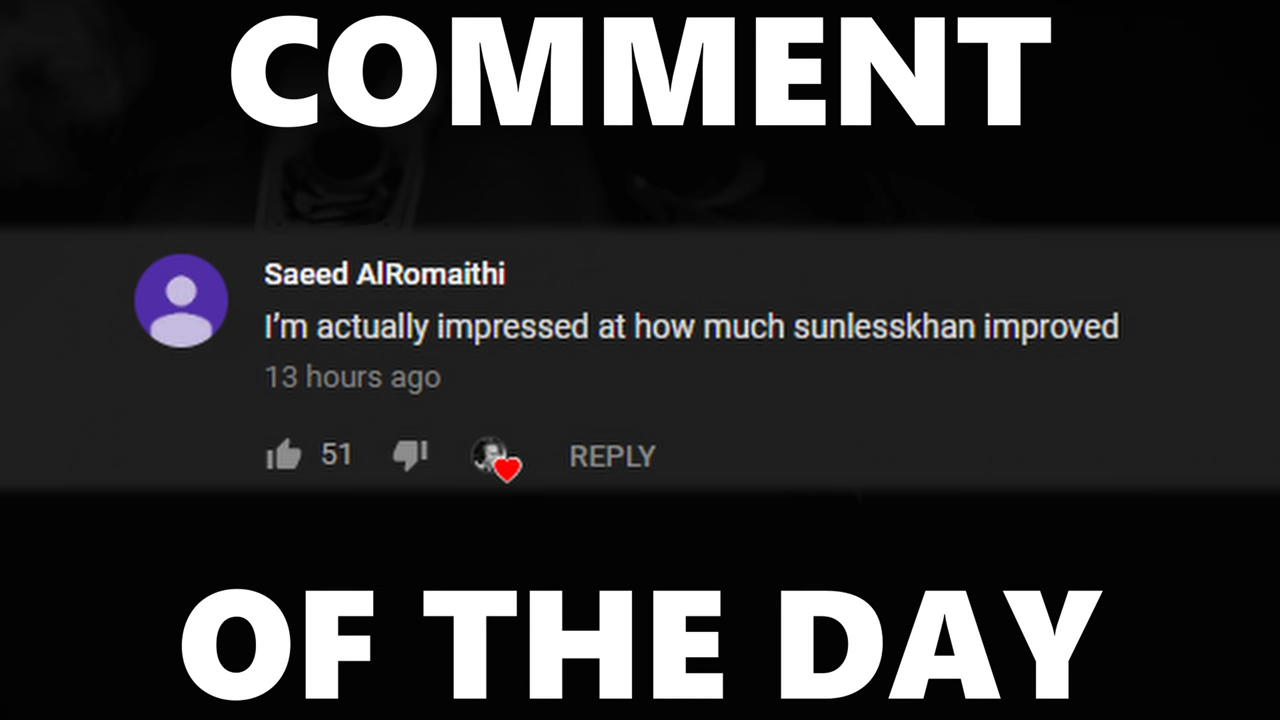 COMMENT
Saeed AlRomaithi
I’m actually impressed at how much sunlesskhan improved
13 hours ago
51 REPLY
OF THE DAY